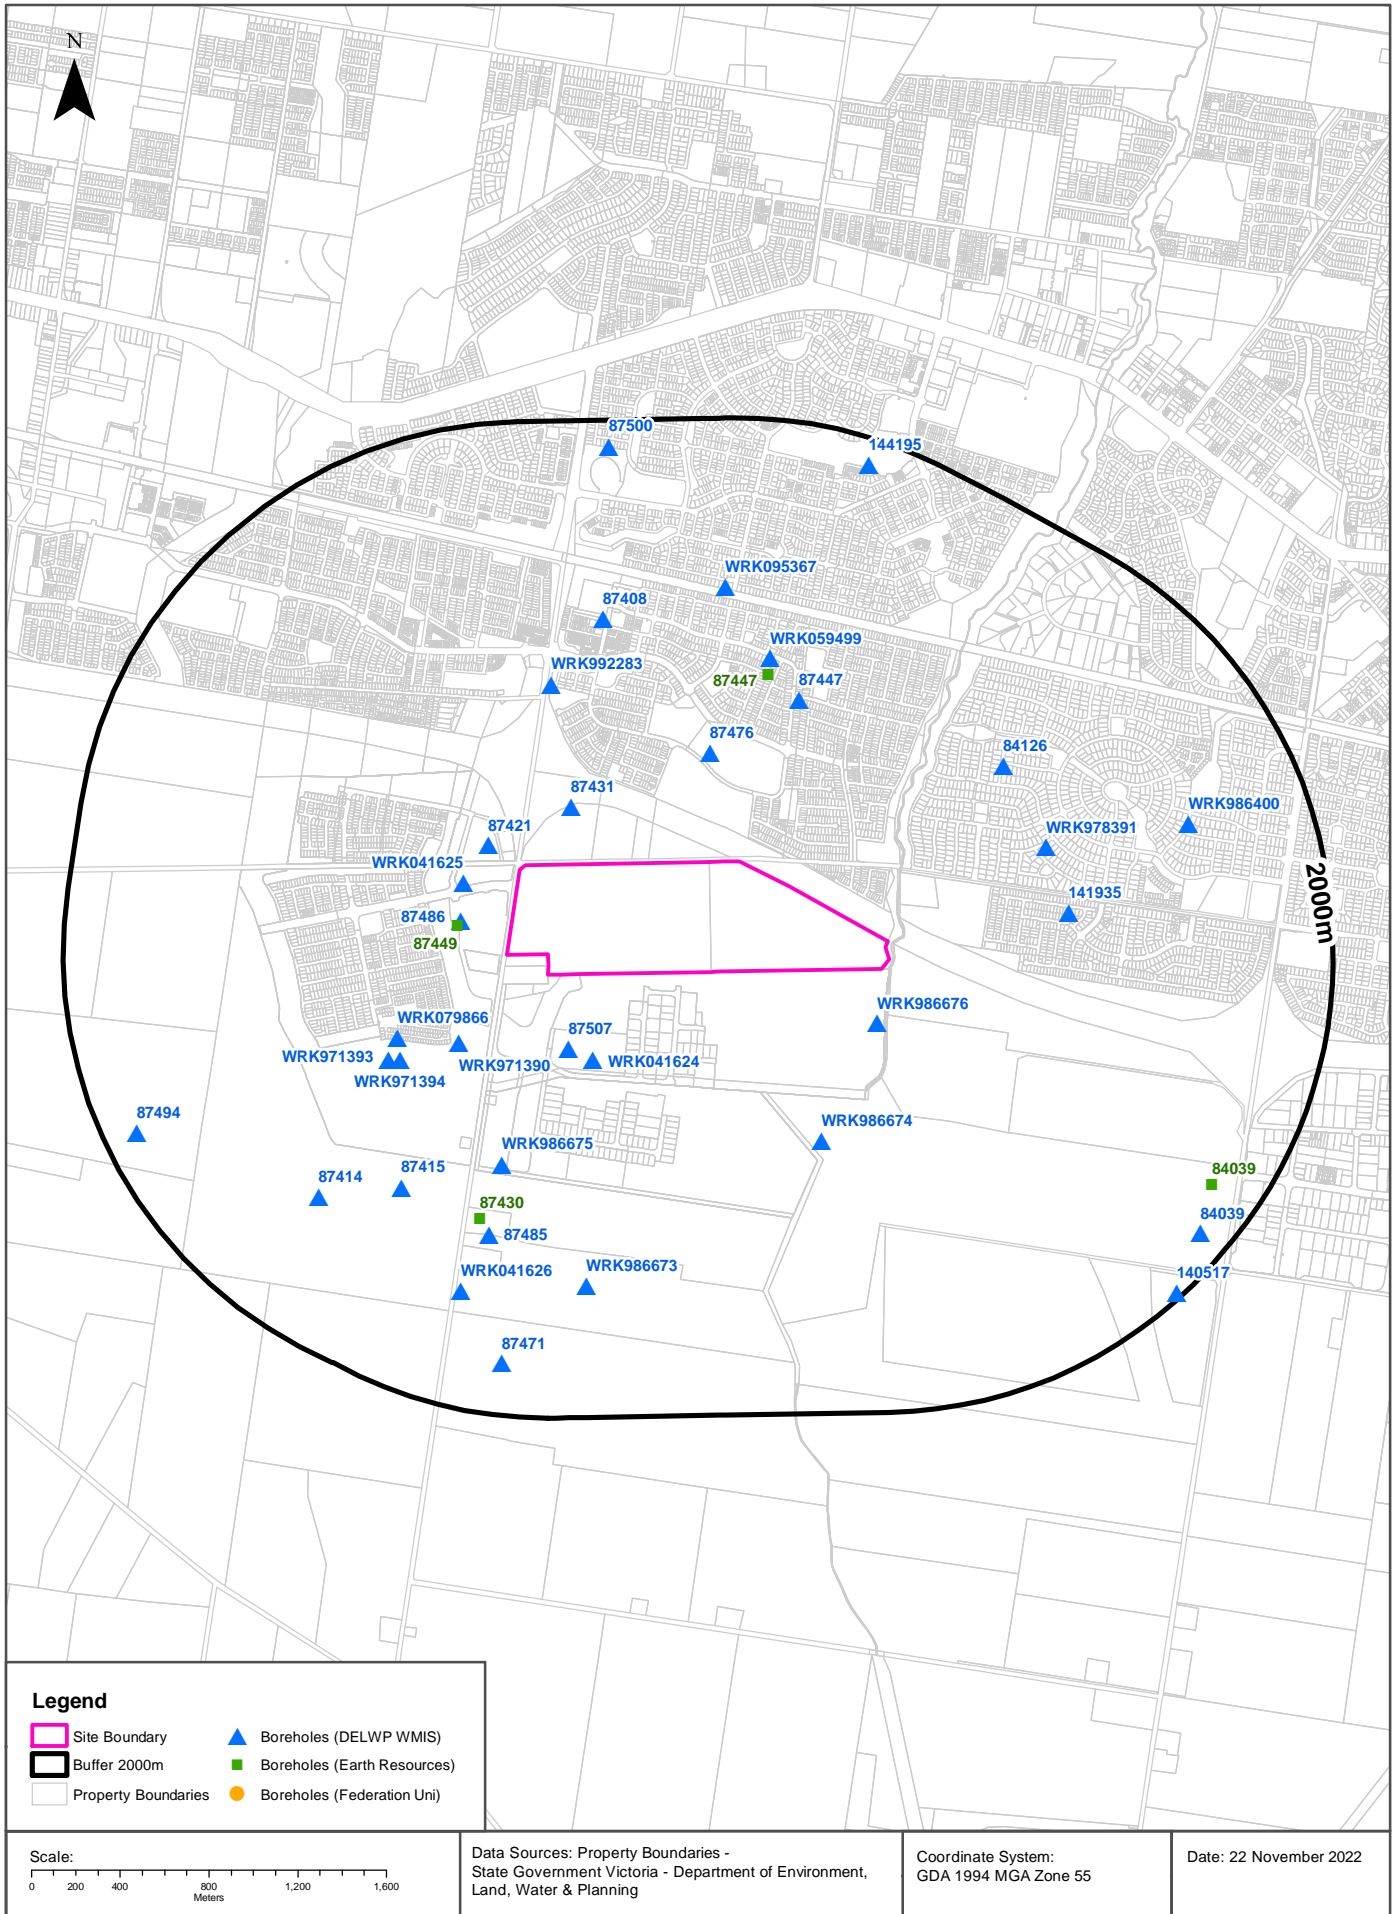 N
87500
144195
WRK095367
87408
WRK059499
WRK992283
87447
87447
87476
84126
87431
WRK986400
87421
WRK978391
WRK041625
2000m
141935
87486
87449
WRK986676
WRK079866
87507
WRK971393
WRK971390
WRK041624
WRK971394
87494
WRK986674
WRK986675
87415
87414
84039
87430
84039
87485
WRK041626
WRK986673
140517
87471
Legend
Site Boundary
Boreholes (DELWP WMIS)
Buffer 2000m
Boreholes (Earth Resources)
Property Boundaries
Boreholes (Federation Uni)
Scale:
0 200 400 800 1,200 1,600
Meters
Data Sources: Property Boundaries -
State Government Victoria - Department of Environment,
Land, Water & Planning
Coordinate System:
GDA 1994 MGA Zone 55
Date: 22 November 2022